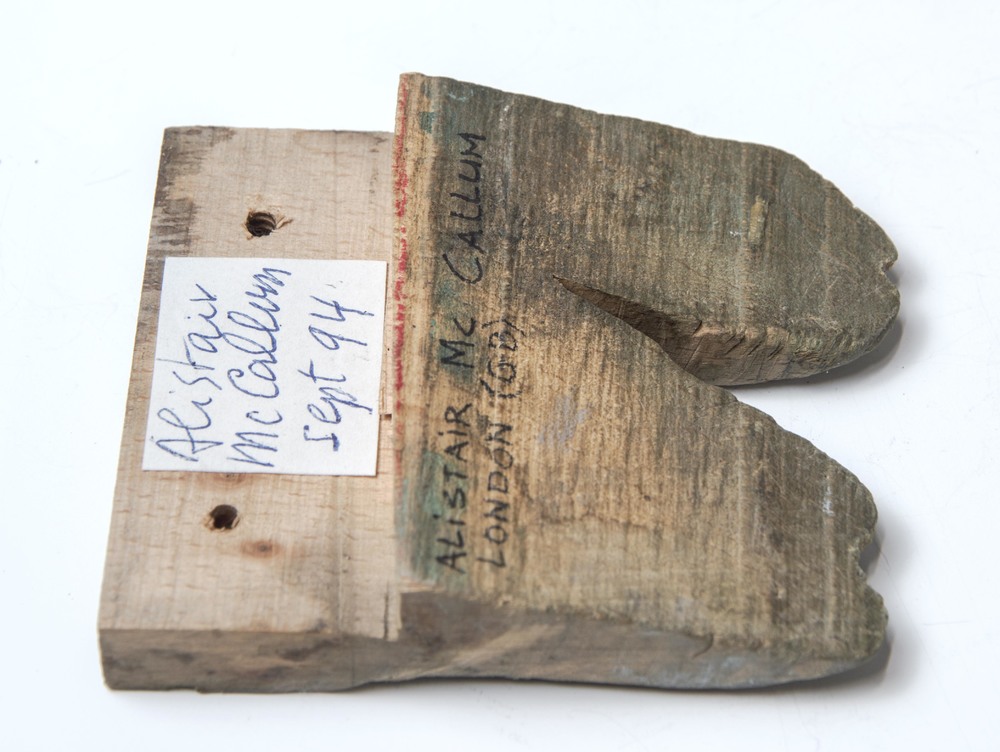 Alistair
McCallum
Sept 94
ALiSTAIR Mc CALLUM
LONDON (GB)